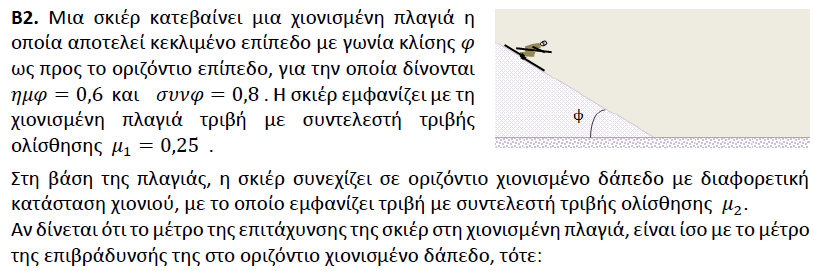 Β2. Μια σκιέρ κατεβαίνει μια χιονισμένη πλαγιά η
οποία αποτελεί κεκλιμένο επίπεδο με γωνία κλίσης φ
ως προς το οριζόντιο επίπεδο, για την οποία δίνονται
ημφ = 0,6 και συνφ = 0,8 . Η σκιέρ εμφανίζει με τη
χιονισμένη πλαγιά τριβή με συντελεστή τριβής
ολίσθησης μ₁ = 0,25 .
φ
Στη βάση της πλαγιάς, η σκιέρ συνεχίζει σε οριζόντιο χιονισμένο δάπεδο με διαφορετική
κατάσταση χιονιού, με το οποίο εμφανίζει τριβή με συντελεστή τριβής ολίσθησης μ₂.
Αν δίνεται ότι το μέτρο της επιτάχυνσης της σκιέρ στη χιονισμένη πλαγιά, είναι ίσο με το μέτρο
της επιβράδυνσής της στο οριζόντιο χιονισμένο δάπεδο, τότε: